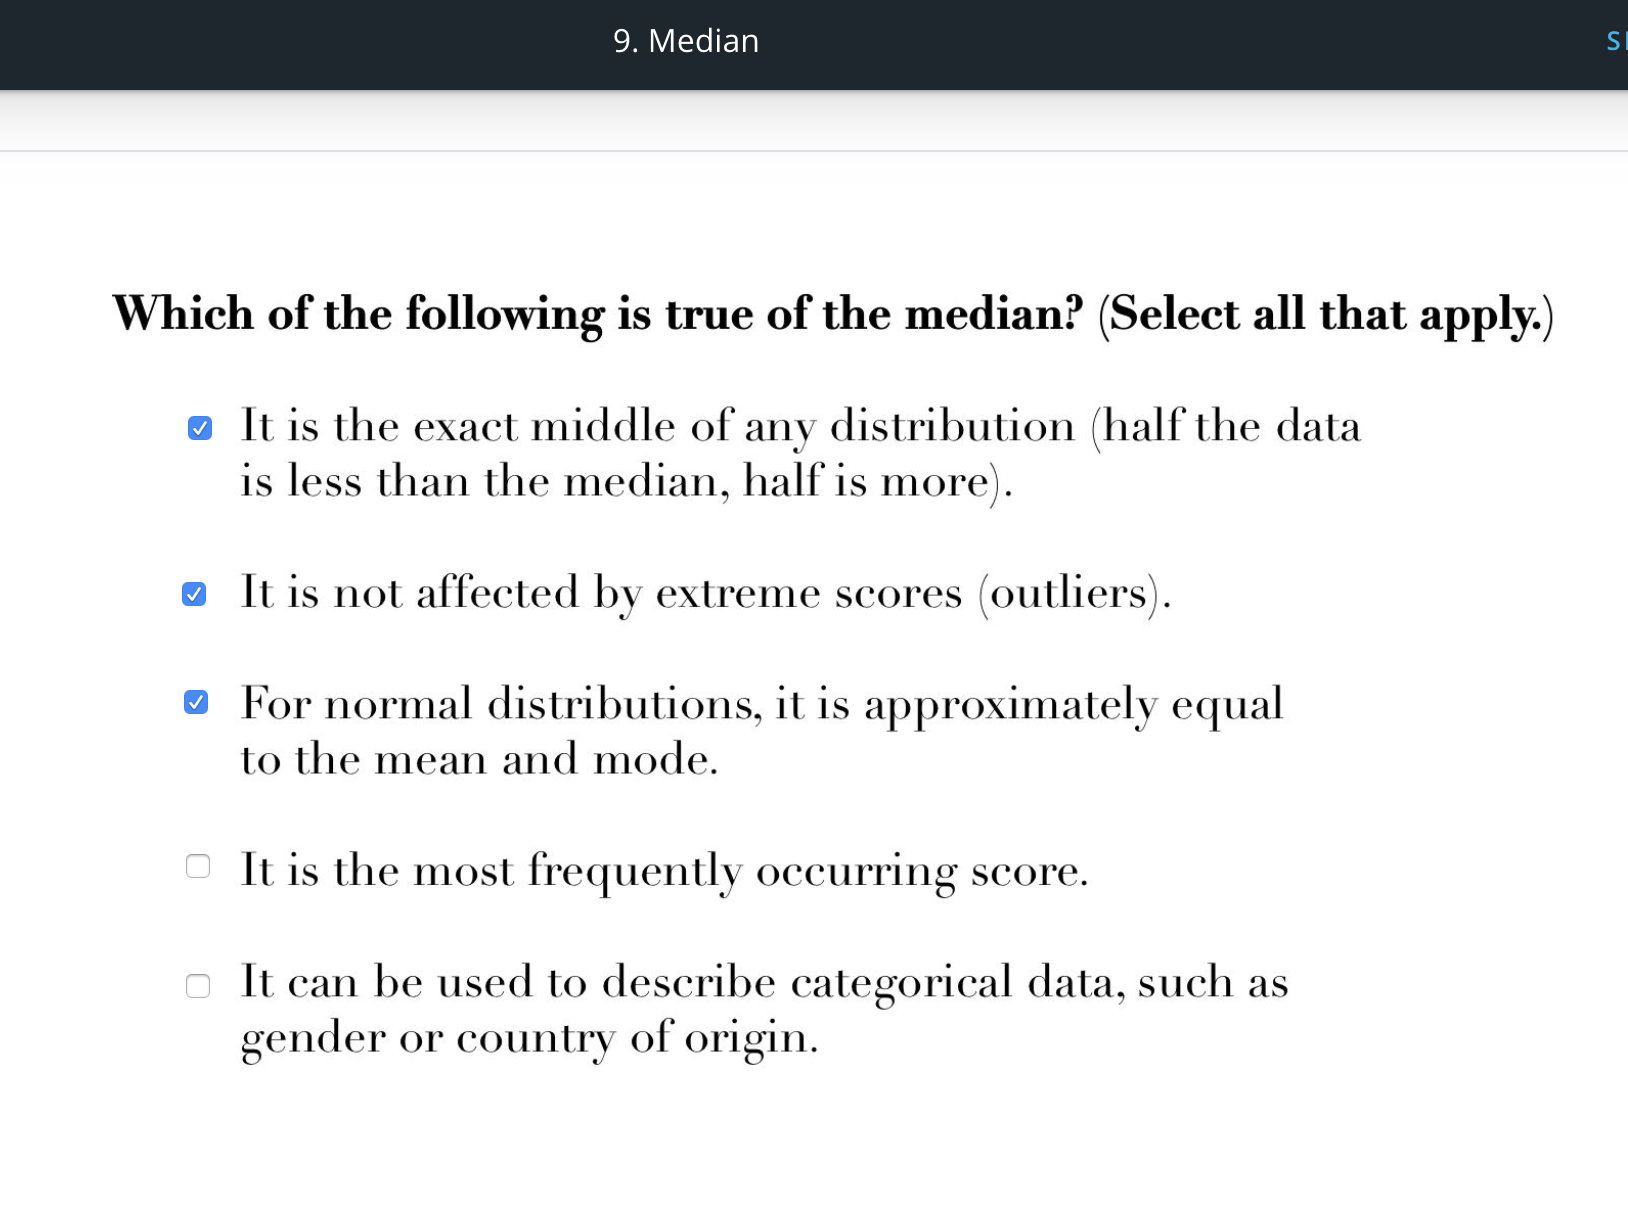 9. Median
Which of the following is true of the median? (Select all that apply.)
It is the exact middle of any distribution (half the data
is less than the median, half is more).
It is not affected by extreme scores (outliers).
For normal distributions, it is approximately equal
to the mean and mode.
It is the most frequently occurring score.
It can be used to describe categorical data, such as
gender or country of origin.